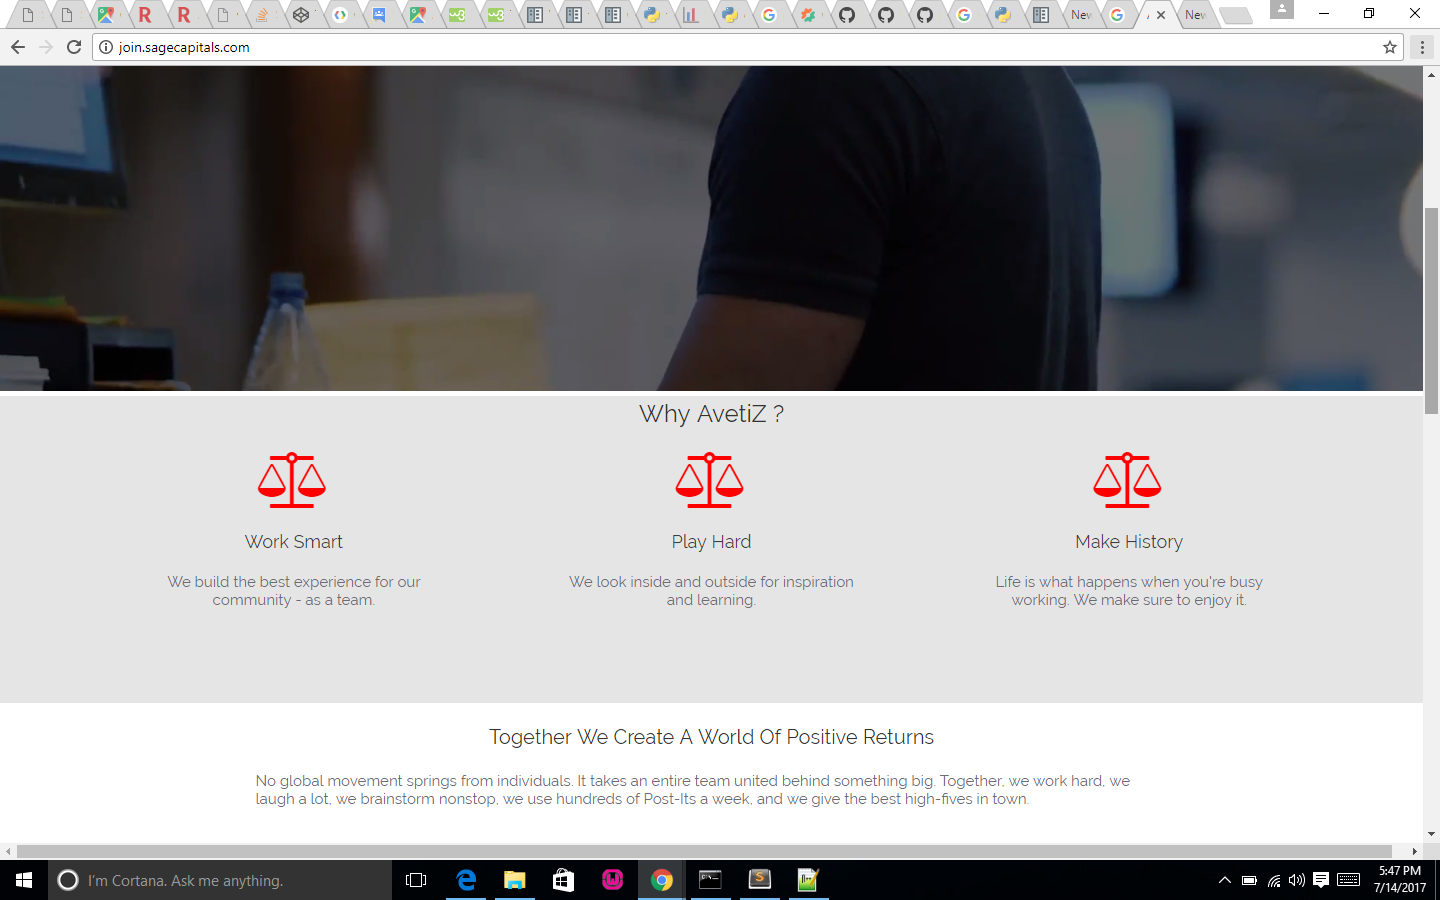 New
New
join.sagecapitals.com
Why AvetiZ ?
Work Smart
Play Hard
Make History
We build the best experience for our
community - as a team.
We look inside and outside for inspiration
and learning.
Life is what happens when you're busy
working. We make sure to enjoy it.
Together We Create A World Of Positive Returns
No global movement springs from individuals. It takes an entire team united behind something big. Together, we work hard, we
laugh a lot, we brainstorm nonstop, we use hundreds of Post-Its a week, and we give the best high-fives in town.
I'm Cortana. Ask me anything.
5:47 PM
7/14/2017